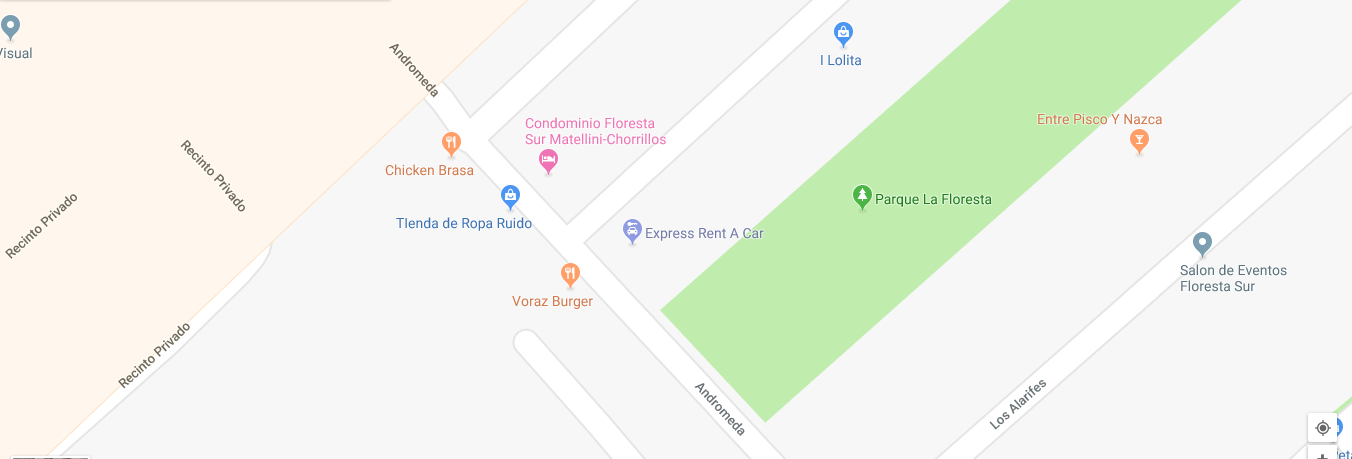 Visual
Andromeda
I Lolita
Condominio Floresta
Sur Matellini-Chorrillos
Entre Pisco Y Nazca
Chicken Brasa
Recinto Privado
Recinto Privado
Parque La Floresta
TIenda de Ropa Ruido
Express Rent A Car
Salon de Eventos
Floresta Sur
Voraz Burger
Recinto Privado
Andromeda
Los Alarifes